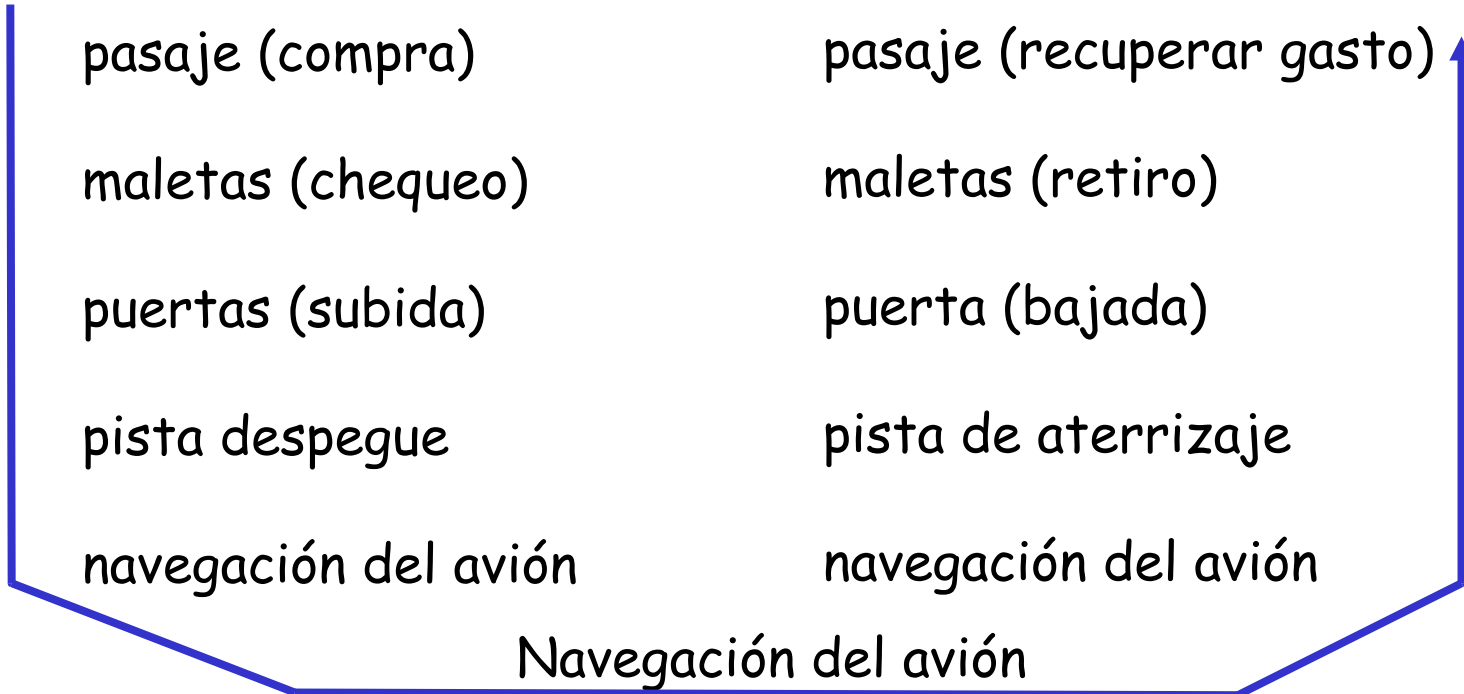 pasaje (compra)
maletas (chequeo)
puertas (subida)
pista despegue
navegación del avión
pasaje (recuperar gasto)
maletas (retiro)
puerta (bajada)
pista de aterrizaje
navegación del avión
Navegación del avión